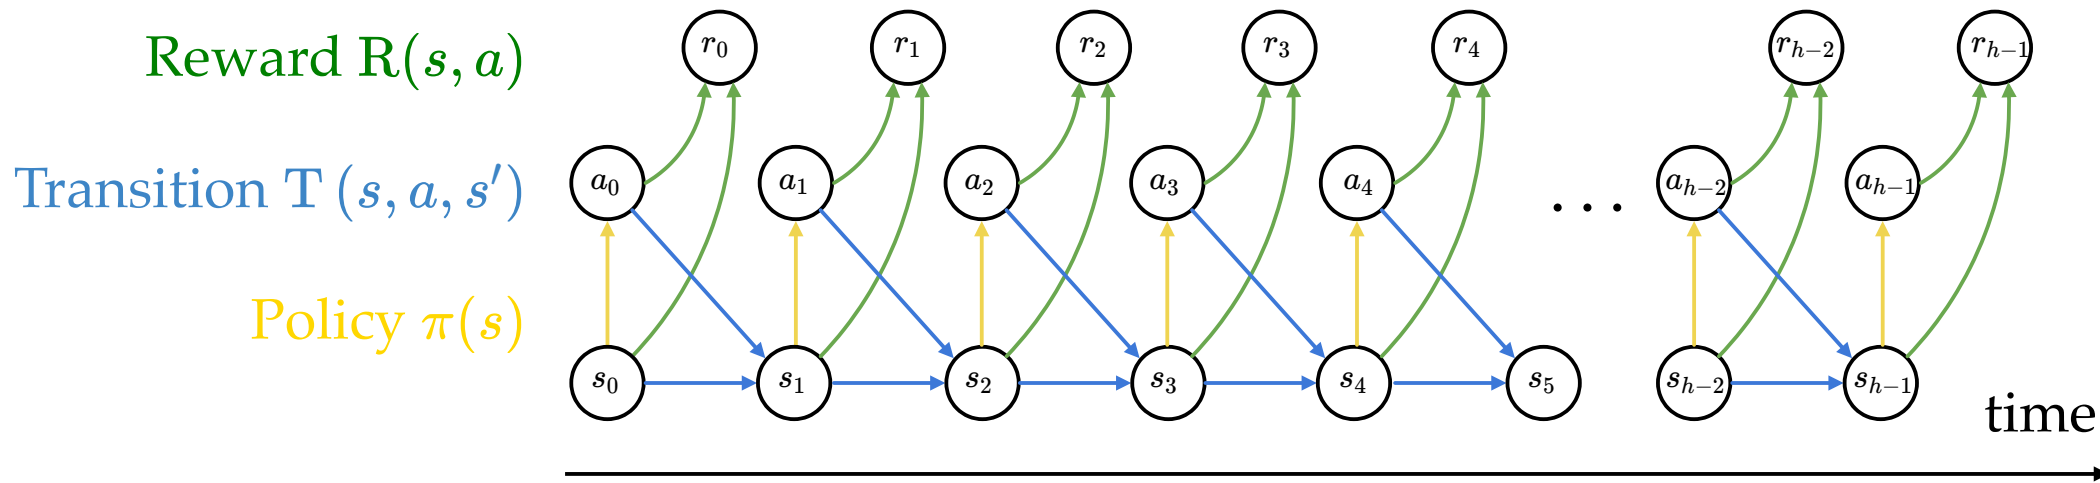 Reward R(s, a)
r₀ r₁ r₂ r₃ r₄ rₕ₋₂ rₕ₋₁
Transition T (s, a, s′)
a₀ a₁ a₂ a₃ a₄ ... aₕ₋₂ aₕ₋₁
Policy π(s)
s₀ s₁ s₂ s₃ s₄ s₅ sₕ₋₂ sₕ₋₁
time